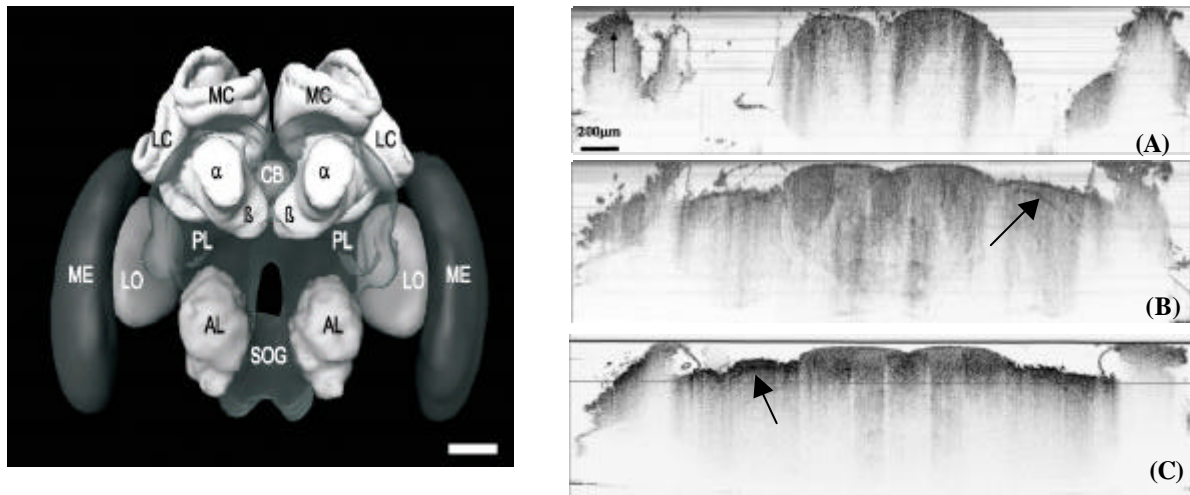 MC MC
LC LC
α CB α
ß ß
PL PL
ME LO LO ME
AL AL
SOG
200µm
(A)
(B)
(C)